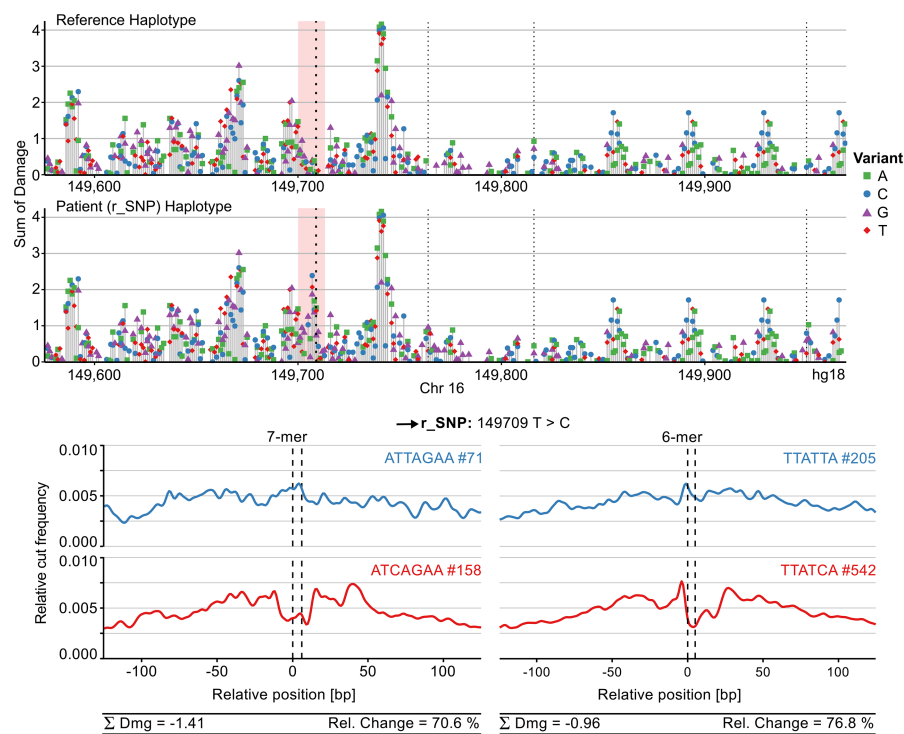 Reference Haplotype
4
3
2
1
0
149,600
149,700
149,800
149,900
Sum of Damage
Variant
A
C
G
T
Patient (r_SNP) Haplotype
4
3
2
1
0
149,600
149,700
149,800
149,900
hg18
Chr 16
r_SNP: 149709 T > C
7-mer
6-mer
0.010
0.005
0.000
ATTAGAA #71
TTATTA #205
Relative cut frequency
0.010
0.005
0.000
ATCAGAA #158
TTATCA #542
-100
-50
0
50
100
-100
-50
0
50
100
Relative position [bp]
Relative position [bp]
Σ Dmg = -1.41
Rel. Change = 70.6 %
Σ Dmg = -0.96
Rel. Change = 76.8 %